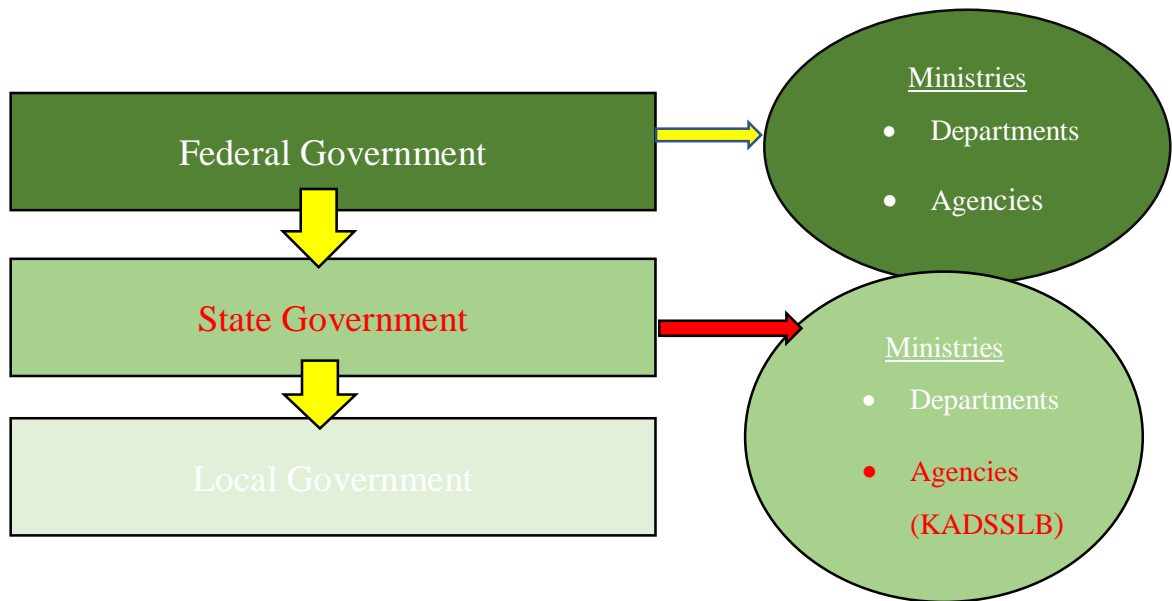 Federal Government
Ministries
• Departments
• Agencies
State Government
Ministries
• Departments
• Agencies
(KADSSLB)
Local Government